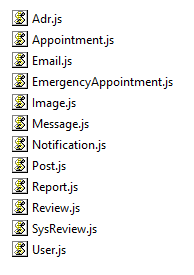 Adr.js
Appointment.js
Email.js
EmergencyAppointment.js
Image.js
Message.js
Notification.js
Post.js
Report.js
Review.js
SysReview.js
User.js